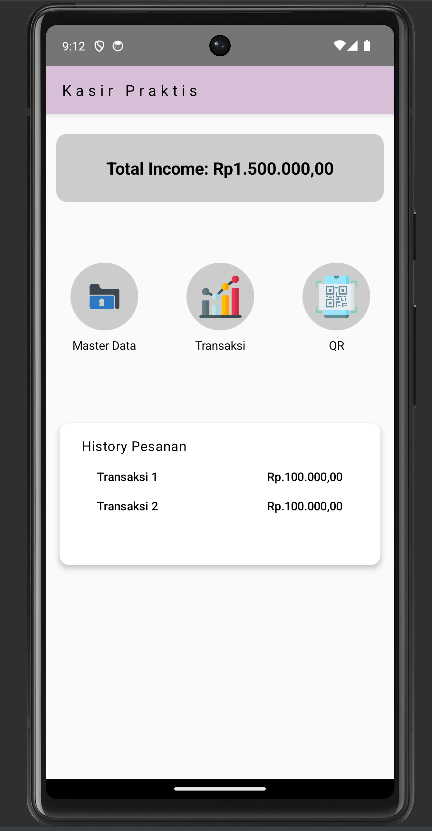 9:12
Kasir Praktis
Total Income: Rp1.500.000,00
Master Data Transaksi QR
History Pesanan
Transaksi 1 Rp.100.000,00
Transaksi 2 Rp.100.000,00